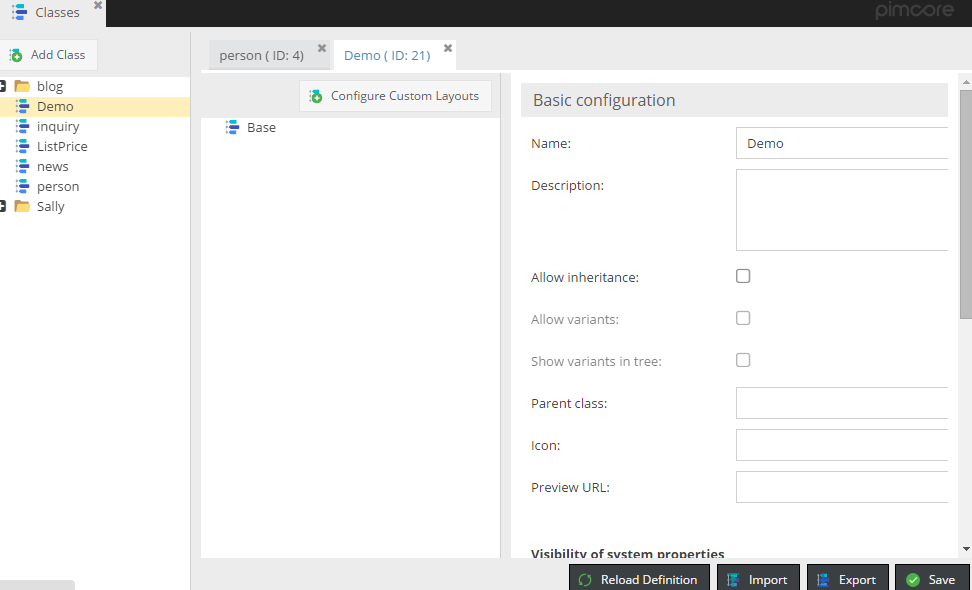 Classes
pimcore
Add Class
person ( ID: 4)
Demo ( ID: 21)
blog
Demo
inquiry
ListPrice
news
person
Sally
Configure Custom Layouts
Base
Basic configuration
Name:
Demo
Description:
Allow inheritance:
Allow variants:
Show variants in tree:
Parent class:
Icon:
Preview URL:
Visibility of system properties
Reload Definition
Import
Export
Save